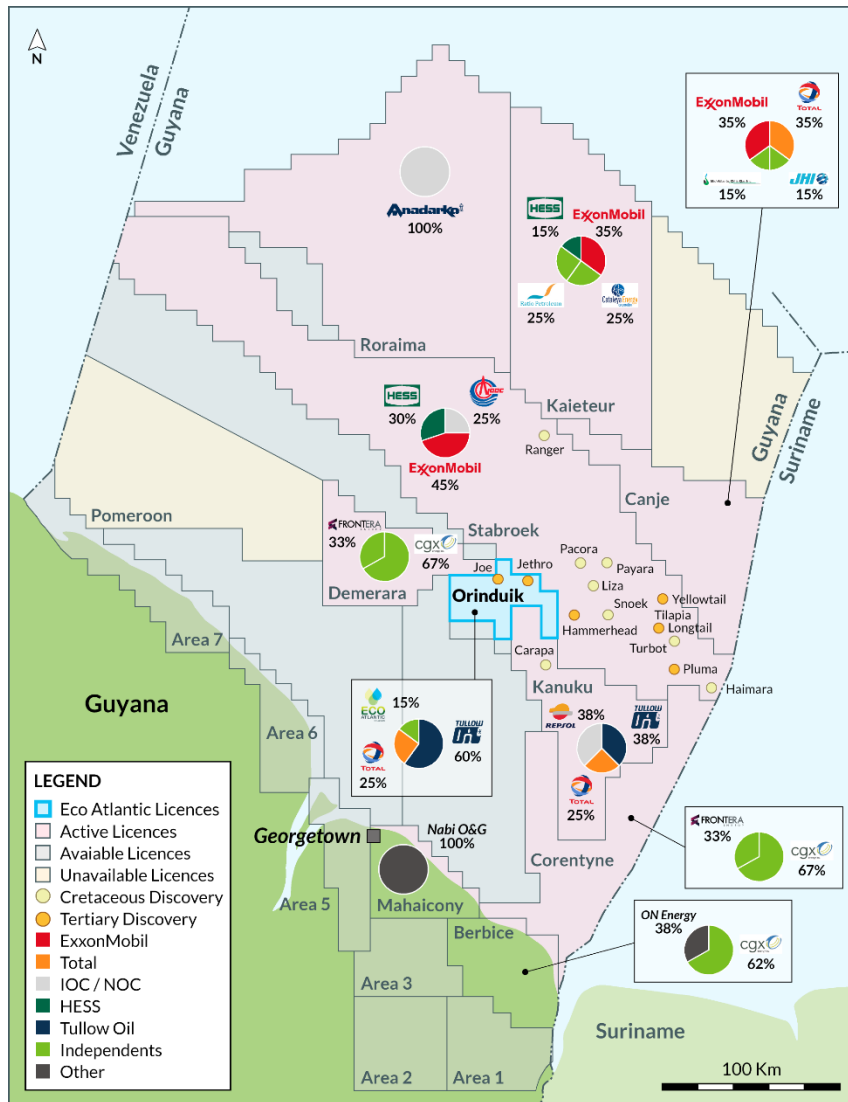 N
Venezuela
Guyana
ExxonMobil
TOTAL
35%
35%
JHI
15%
15%
Anadarko
100%
HESS
ExxonMobil
15%
35%
Ratio Petroleum
CataleyaEnergy
25%
25%
Roraima
Kaieteur
Guyana
Suriname
HESS
30%
25%
ExxonMobil
45%
Ranger
Canje
Pomeroon
FRONTERA
33%
cgx
67%
Demerara
Stabroek
Joe
Jethro
Orinduik
Pacora
Payara
Liza
Snoek
Yellowtail
Tilapia
Longtail
Hammerhead
Turbot
Pluma
Carapa
Haimara
Area 7
Kanuku
Guyana
ECO
ATLANTIC
15%
TULLOW
Oil
60%
TOTAL
25%
REPSOL
38%
TULLOW
Oil
38%
TOTAL
25%
Area 6
LEGEND
Eco Atlantic Licences
Active Licences
Avaiable Licences
Unavailable Licences
Cretaceous Discovery
Tertiary Discovery
ExxonMobil
Total
IOC / NOC
HESS
Tullow Oil
Independents
Other
Georgetown
Nabi O&G
100%
Corentyne
FRONTERA
33%
cgx
67%
Area 5
Mahaicony
Berbice
ON Energy
38%
cgx
62%
Area 3
Suriname
Area 2
Area 1
100 Km